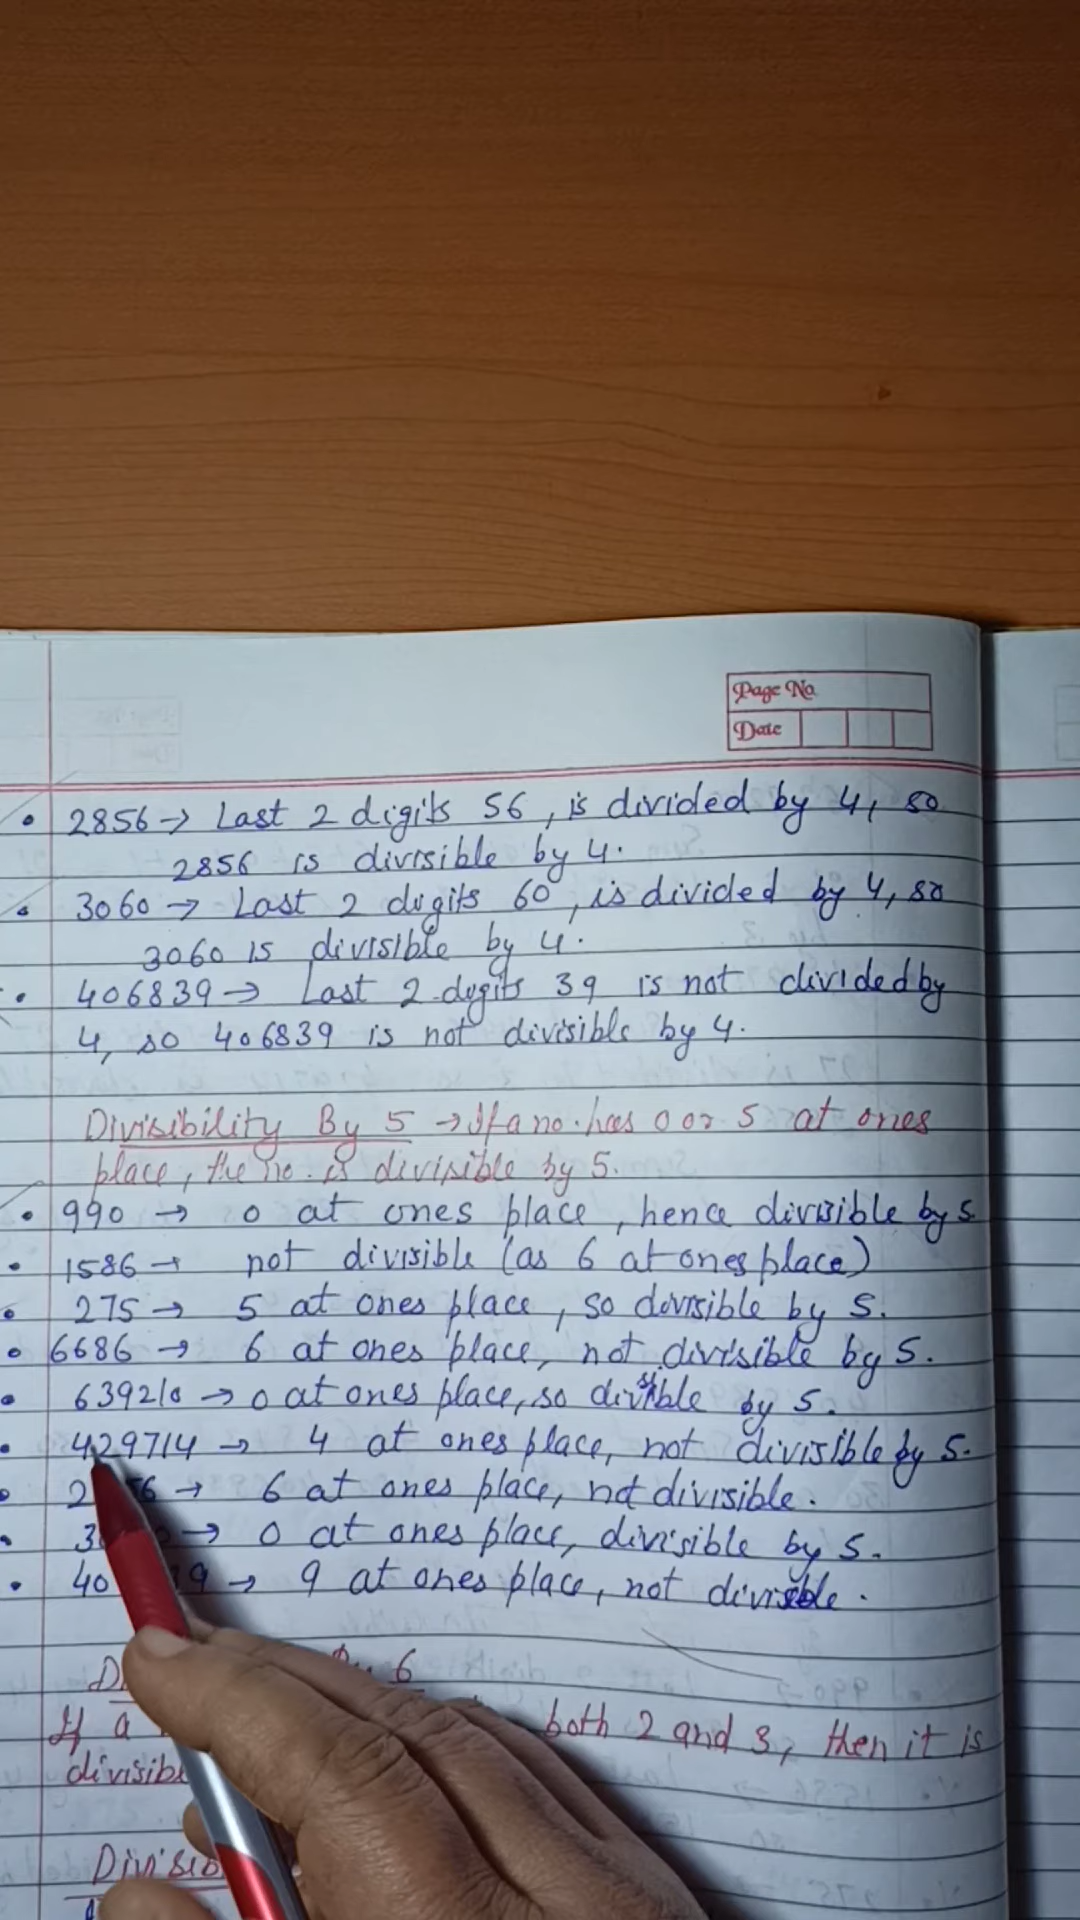 Page No.
Date
• 2856 → Last 2 digits 56, is divided by 4, so
2856 is divisible by 4.
• 3060 → Last 2 digits 60, is divided by 4, so
3060 is divisible by 4.
• 406839 → Last 2 digits 39 is not divided by
4, so 406839 is not divisible by 4.
Divisibility By 5 → If a no. has 0 or 5 at ones
place, the no. is divisible by 5.
• 990 → 0 at ones place, hence divisible by 5
• 1586 → not divisible (as 6 at ones place)
• 275 → 5 at ones place, so divisible by 5.
• 6686 → 6 at ones place, not divisible by 5.
• 639210 → 0 at ones place, so divisible by 5.
• 429714 → 4 at ones place, not divisible by 5.
• → 6 at ones place, not divisible.
• → 0 at ones place, divisible by 5.
• → 9 at ones place, not divisible.
6
If a both 2 and 3, then it is